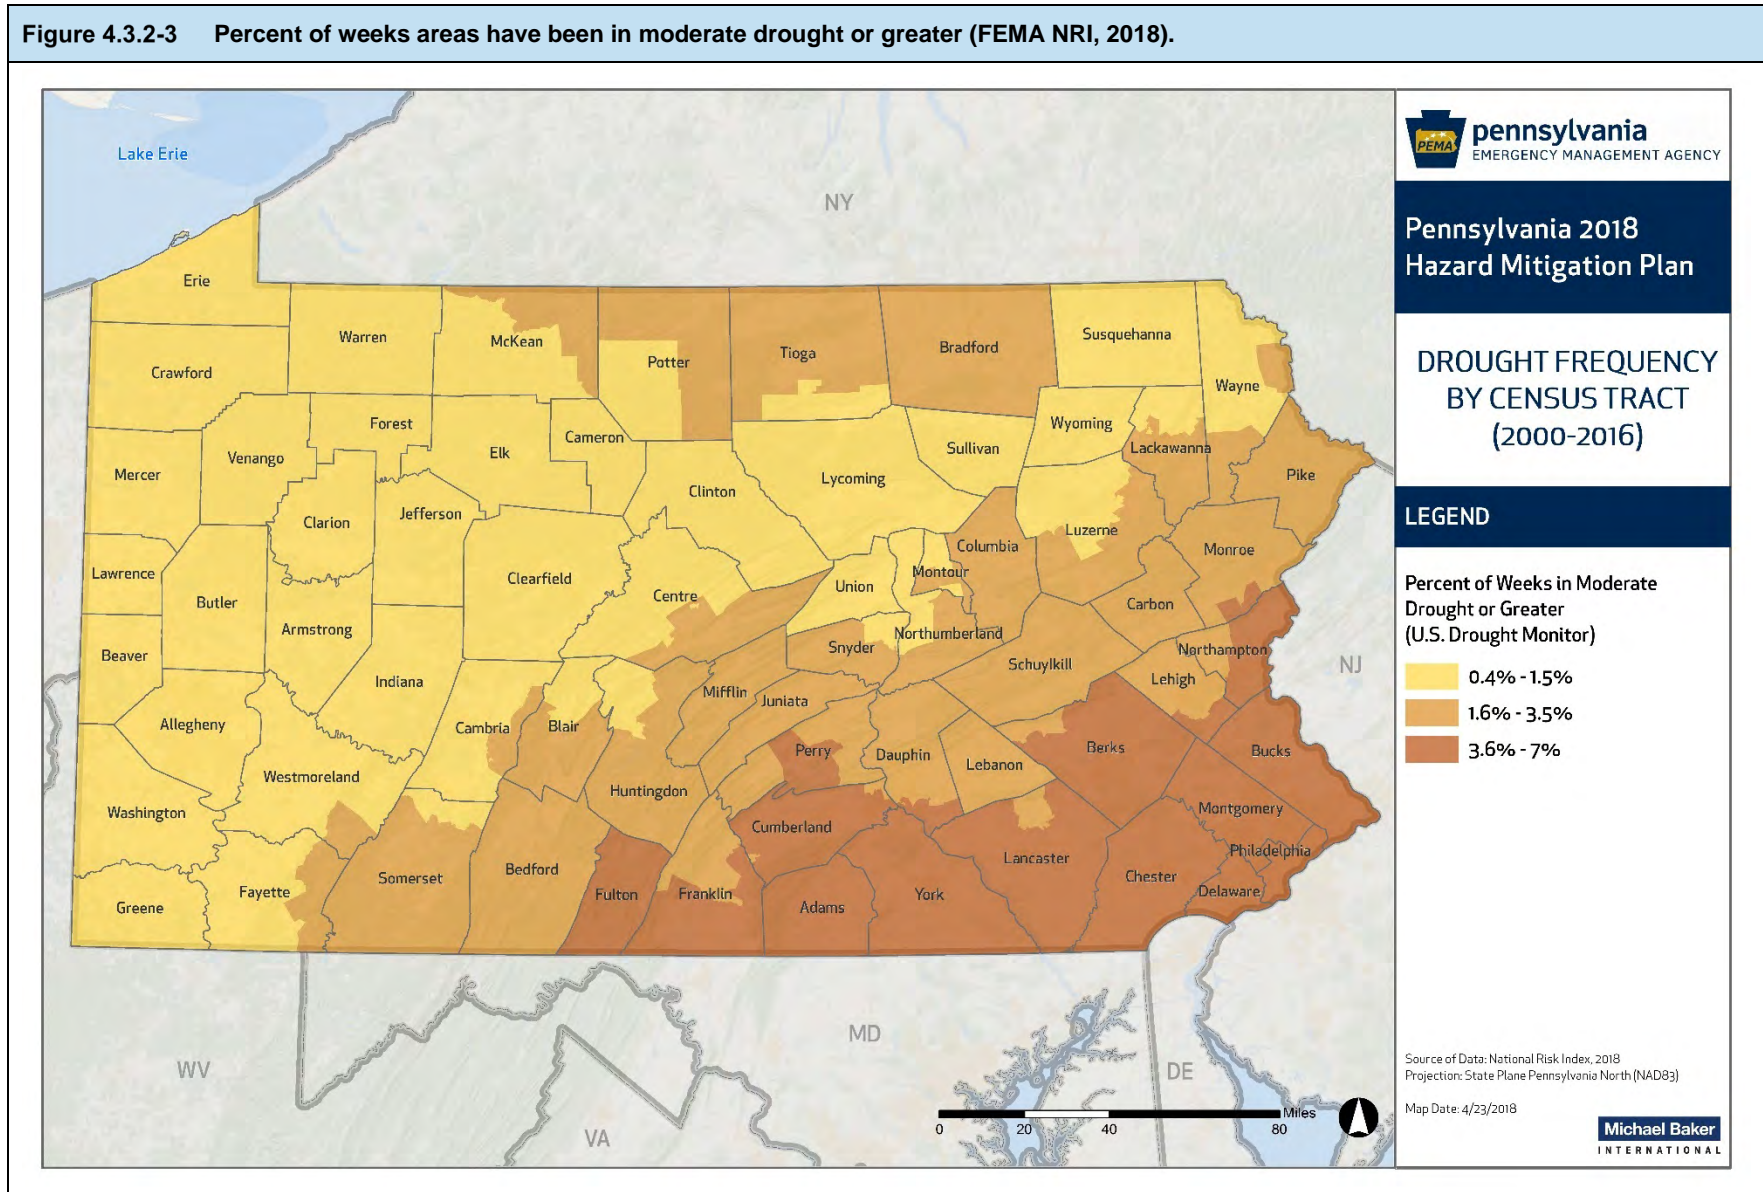 Figure 4.3.2-3 Percent of weeks areas have been in moderate drought or greater (FEMA NRI, 2018).
Lake Erie
NY
Erie
Warren
McKean
Potter
Tioga
Bradford
Susquehanna
Wayne
Crawford
Forest
Elk
Cameron
Wyoming
Sullivan
Lackawanna
Pike
Mercer
Venango
Clarion
Jefferson
Clinton
Lycoming
Luzerne
Columbia
Monroe
Lawrence
Butler
Clearfield
Centre
Union
Montour
Carbon
Armstrong
Beaver
Indiana
Snyder
Northumberland
Schuylkill
Northampton
Lehigh
NJ
Mifflin
Juniata
Allegheny
Cambria
Blair
Perry
Dauphin
Lebanon
Berks
Bucks
Westmoreland
Huntingdon
Washington
Cumberland
Montgomery
Philadelphia
Lancaster
Chester
Delaware
Greene
Fayette
Somerset
Bedford
Fulton
Franklin
Adams
York
WV
MD
DE
VA
Miles
0 20 40 80
PEMA
pennsylvania
EMERGENCY MANAGEMENT AGENCY
Pennsylvania 2018
Hazard Mitigation Plan
DROUGHT FREQUENCY
BY CENSUS TRACT
(2000-2016)
LEGEND
Percent of Weeks in Moderate
Drought or Greater
(U.S. Drought Monitor)
0.4% - 1.5%
1.6% - 3.5%
3.6% - 7%
Source of Data: National Risk Index, 2018
Projection: State Plane Pennsylvania North (NAD83)
Map Date: 4/23/2018
Michael Baker
INTERNATIONAL